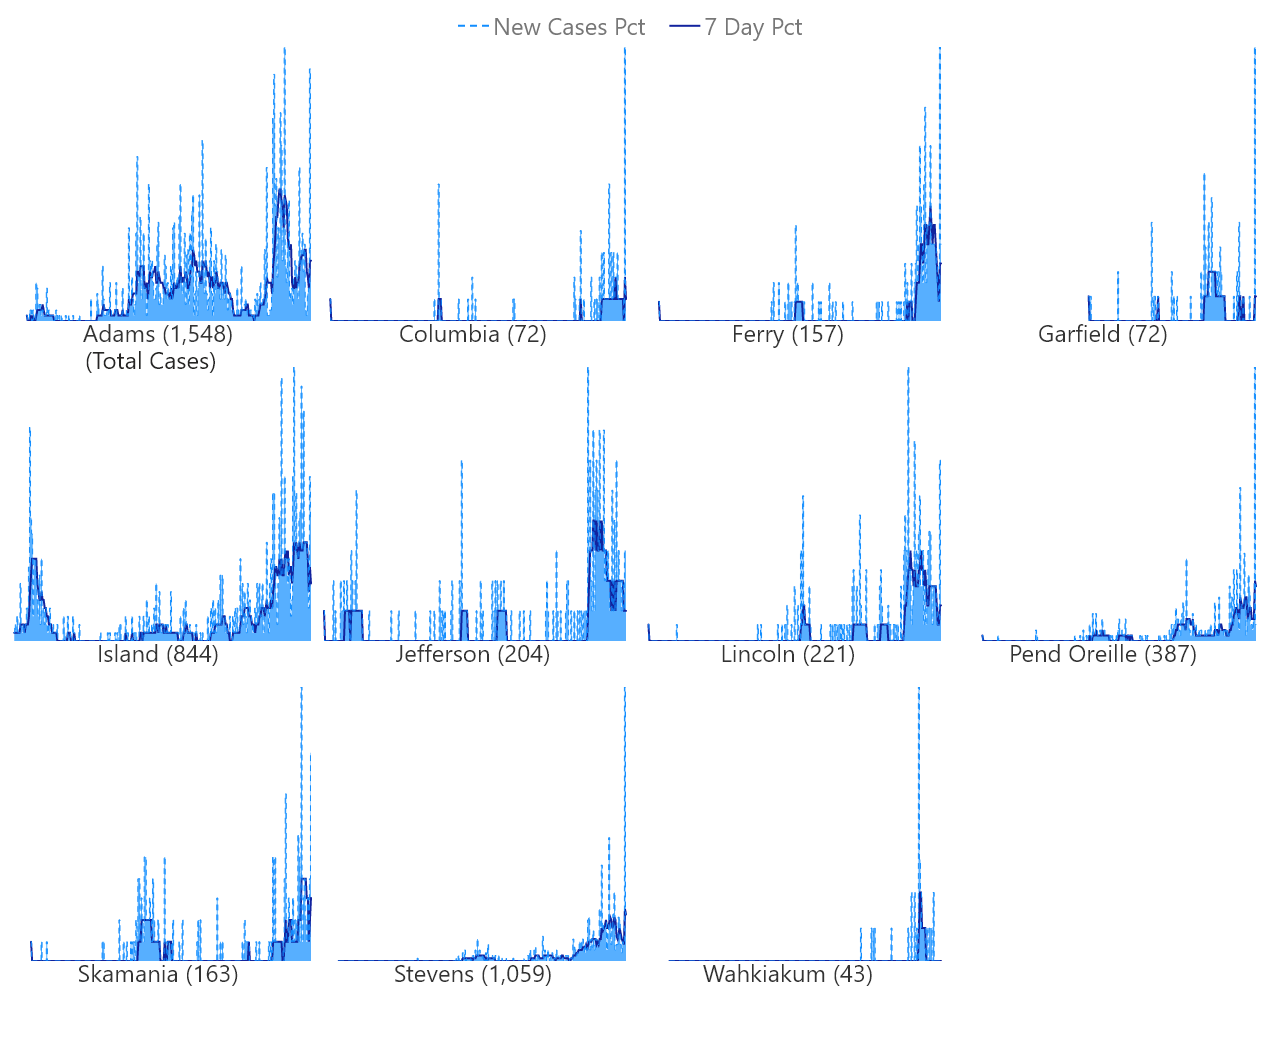 New Cases Pct 7 Day Pct
Adams (1,548) Columbia (72) Ferry (157) Garfield (72)
(Total Cases)
Island (844) Jefferson (204) Lincoln (221) Pend Oreille (387)
Skamania (163) Stevens (1,059) Wahkiakum (43)